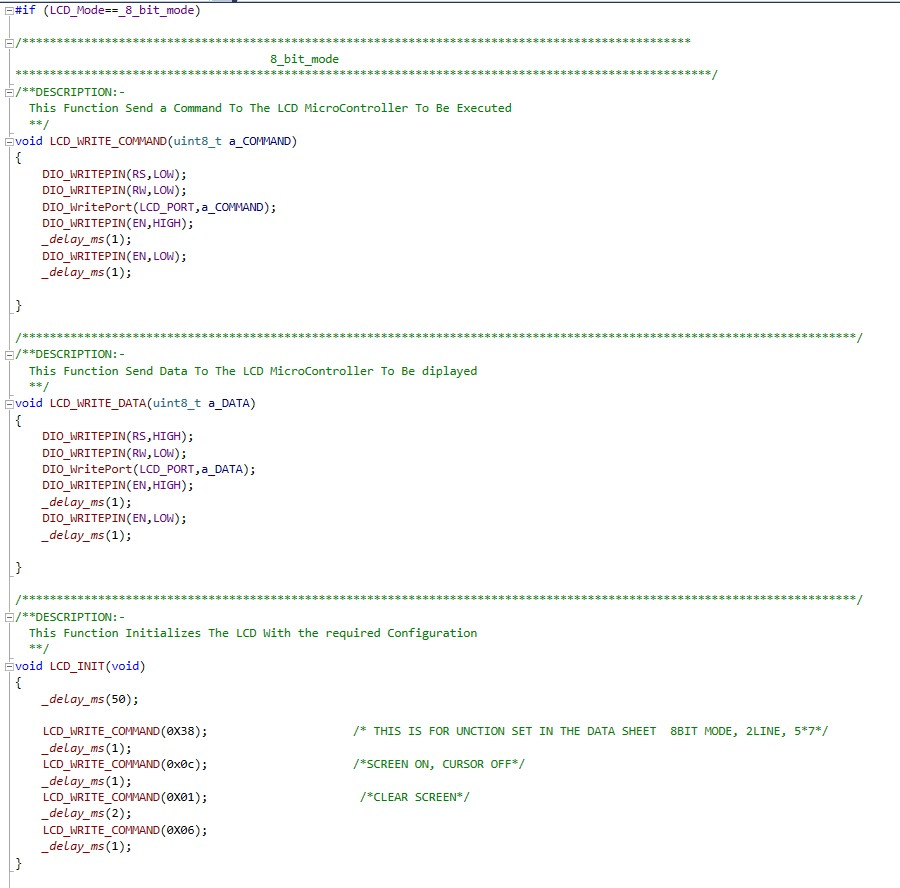 #if (LCD_Mode==_8_bit_mode)
/*************************************************************************************************
8_bit_mode
*****************************************************************************************************/
/**DESCRIPTION:-
This Function Send a Command To The LCD MicroController To Be Executed
**/
void LCD_WRITE_COMMAND(uint8_t a_COMMAND)
{
DIO_WRITEPIN(RS,LOW);
DIO_WRITEPIN(RW,LOW);
DIO_WritePort(LCD_PORT,a_COMMAND);
DIO_WRITEPIN(EN,HIGH);
_delay_ms(1);
DIO_WRITEPIN(EN,LOW);
_delay_ms(1);
}
/*************************************************************************************************************************/
/**DESCRIPTION:-
This Function Send Data To The LCD MicroController To Be diplayed
**/
void LCD_WRITE_DATA(uint8_t a_DATA)
{
DIO_WRITEPIN(RS,HIGH);
DIO_WRITEPIN(RW,LOW);
DIO_WritePort(LCD_PORT,a_DATA);
DIO_WRITEPIN(EN,HIGH);
_delay_ms(1);
DIO_WRITEPIN(EN,LOW);
_delay_ms(1);
}
/*************************************************************************************************************************/
/**DESCRIPTION:-
This Function Initializes The LCD With the required Configuration
**/
void LCD_INIT(void)
{
_delay_ms(50);
LCD_WRITE_COMMAND(0X38); /* THIS IS FOR UNCTION SET IN THE DATA SHEET  8BIT MODE, 2LINE, 5*7*/
_delay_ms(1);
LCD_WRITE_COMMAND(0x0c); /*SCREEN ON, CURSOR OFF*/
_delay_ms(1);
LCD_WRITE_COMMAND(0X01); /*CLEAR SCREEN*/
_delay_ms(2);
LCD_WRITE_COMMAND(0X06);
_delay_ms(1);
}